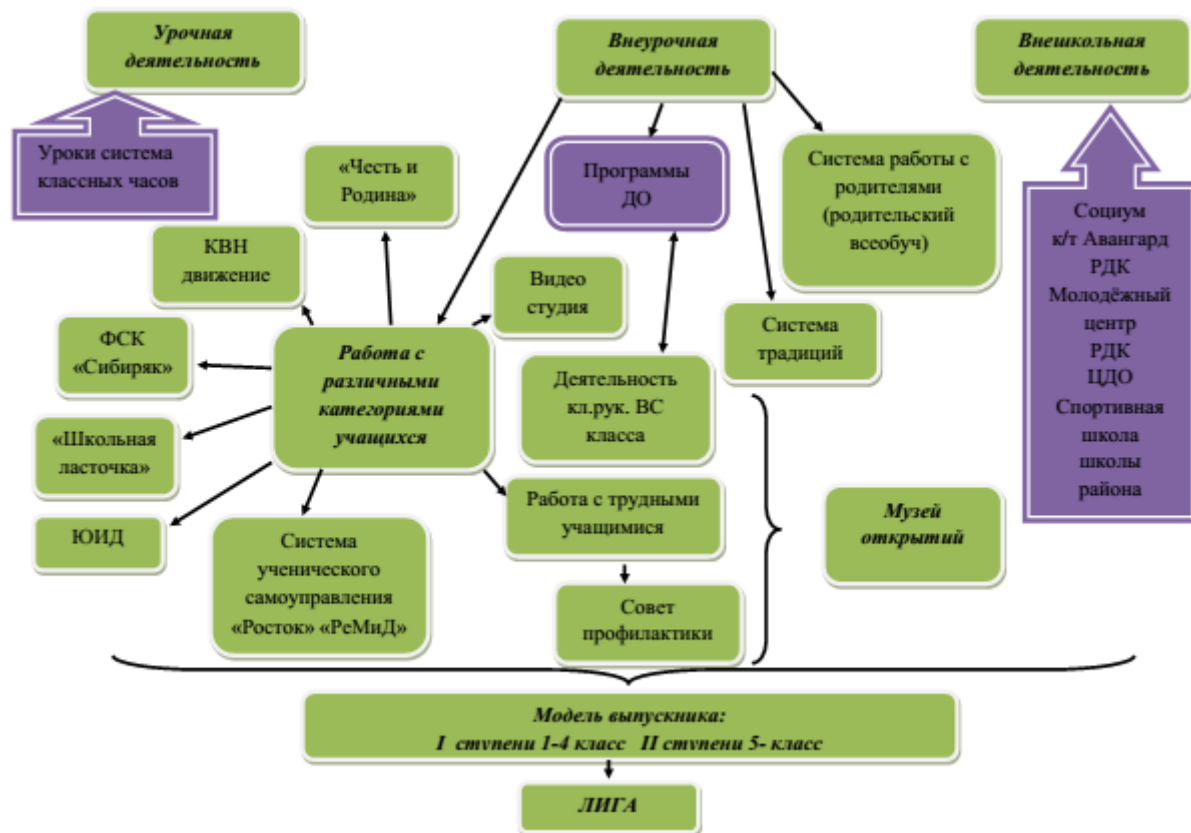 Урочная
деятельность
Внеурочная
деятельность
Внешкольная
деятельность
Уроки система
классных часов
«Честь и
Родина»
Программы
ДО
Система работы с
родителями
(родительский
всеобуч)
Социум
к/т Авангард
РДК
Молодёжный
центр
РДК
ЦДО
Спортивная
школа
школы
района
КВН
движение
Видео
студия
Система
традиций
ФСК
«Сибиряк»
Работа с
различными
категориями
учащихся
Деятельность
кл.рук. ВС
класса
«Школьная
ласточка»
Работа с трудными
учащимися
Музей
открытий
ЮИД
Система
ученического
самоуправления
«Росток» «РеМиД»
Совет
профилактики
Модель выпускника:
I ступени 1-4 класс II ступени 5- класс
ЛИГА